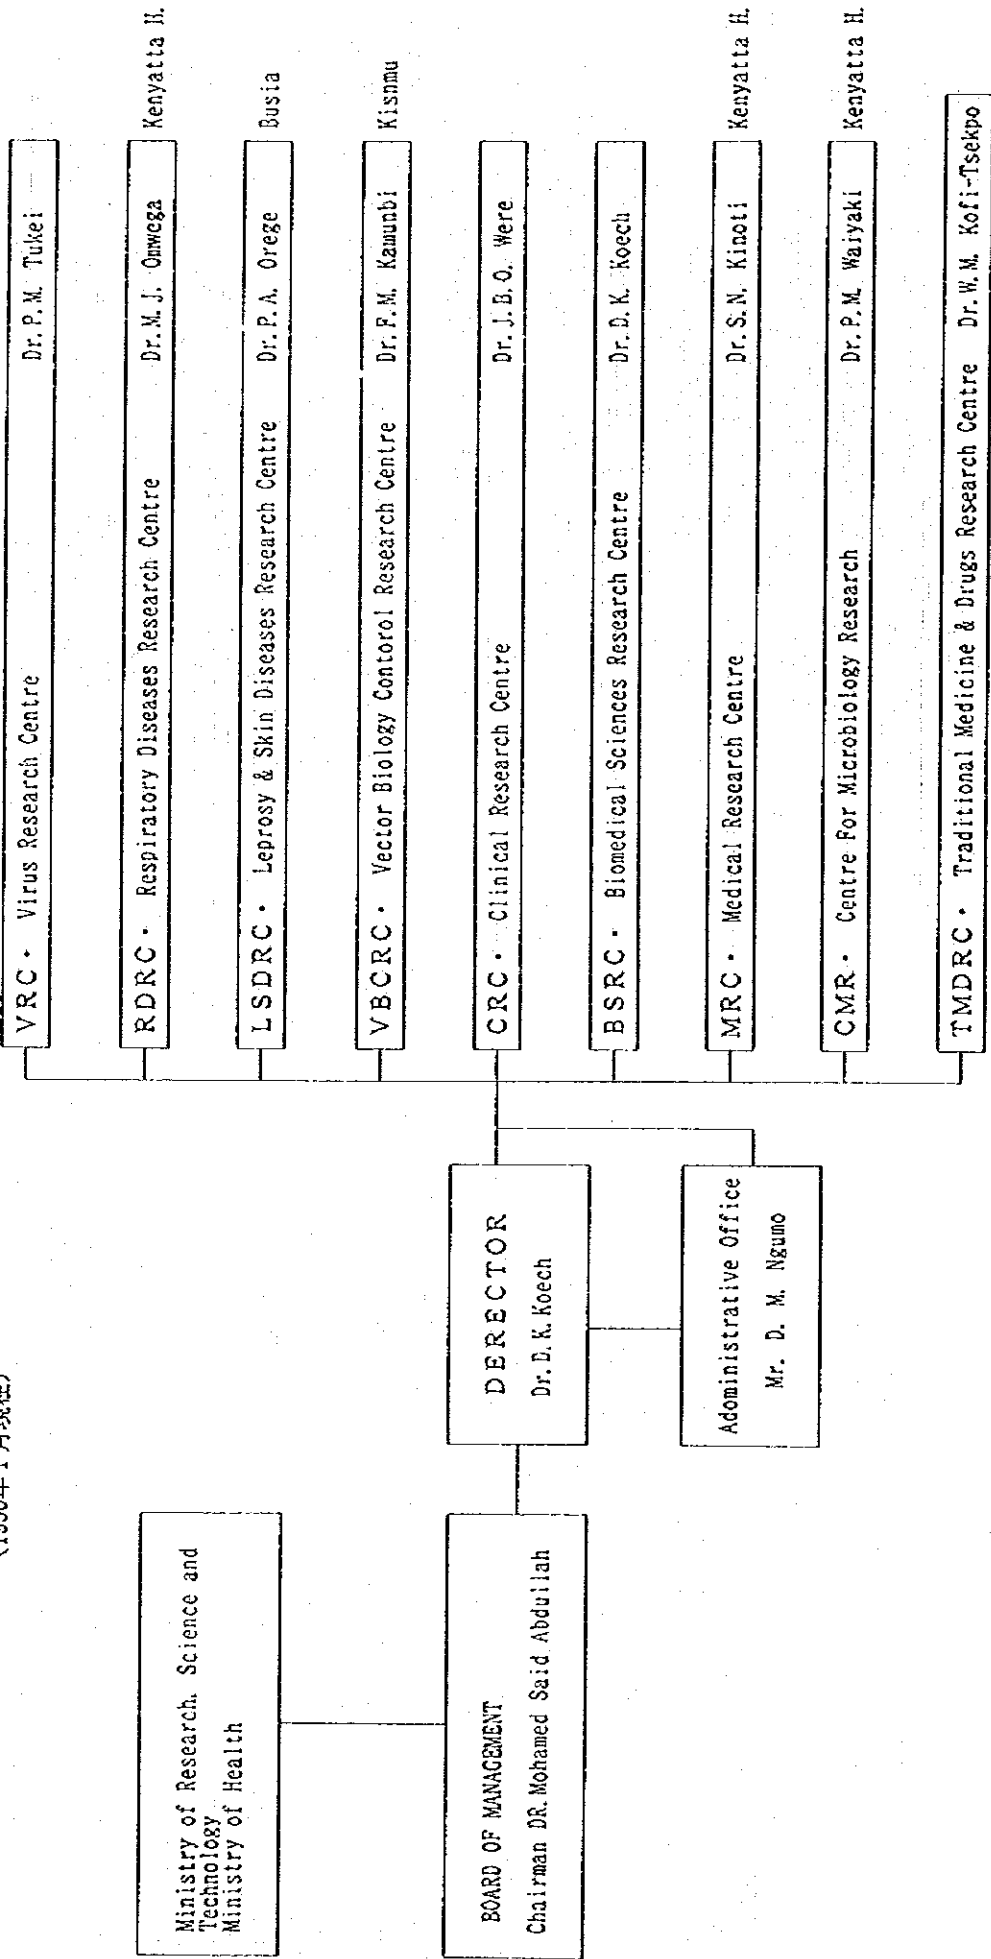 Ministry of Research, Science and
Technology
Ministry of Health
BOARD OF MANAGEMENT
Chairman DR. Mohamed Said Abdullah
DERECTOR
Dr. D. K. Koech
Adoministrative Office
Mr. D. M. Ngumo
VRC・ Virus Research Centre Dr. P. M. Tukei
RDRC・ Respiratory Diseases Research Centre Dr. M. J. Omwega Kenyatta H.
LSDRC・ Leprosy & Skin Diseases Research Centre Dr. P. A. Orege Busia
VBCRC・ Vector Biology Contorol Research Centre Dr. F. M. Kamunbi Kisnmu
CRC・ Clinical Research Centre Dr. J. B. O. Were
BSRC・ Biomedical Sciences Research Centre Dr. D. K. Koech
MRC・ Medical Research Centre Dr. S. N. Kinoti Kenyatta H.
CMR・ Centre For Microbiology Research Dr. P. M. Waiyaki Kenyatta H.
TMDRC・ Traditional Medicine & Drugs Research Centre Dr. W. M. Kofi-Tsekpo